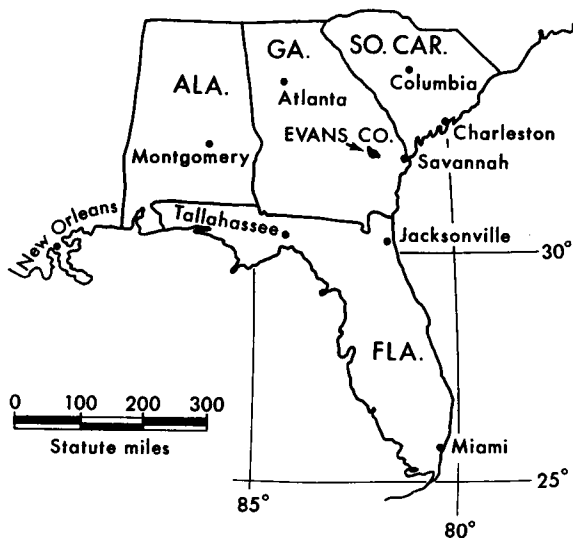 GA.
SO. CAR.
Columbia
ALA.
Atlanta
EVANS CO.
Charleston
Montgomery
Savannah
New Orleans
Tallahassee
Jacksonville
30°
FLA.
0 100 200 300
Statute miles
Miami
25°
85°
80°